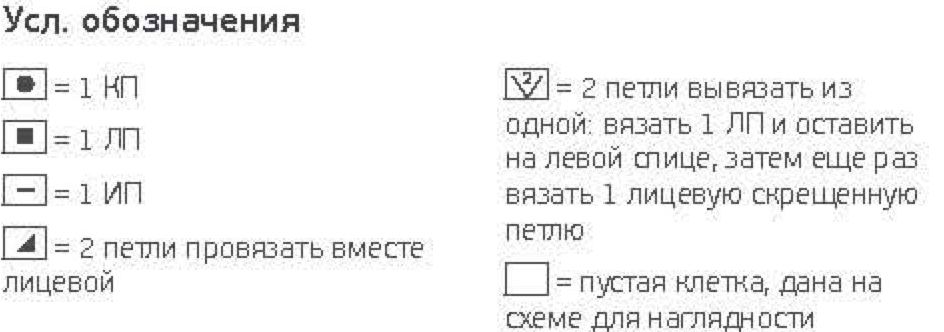 Усл. обозначения
● = 1 КП
■ = 1 ЛП
– = 1 ИП
◢ = 2 петли провязать вместе
лицевой
2 = 2 петли вывязать из
одной: вязать 1 ЛП и оставить
на левой спице, затем еще раз
вязать 1 лицевую скрещенную
петлю
= пустая клетка, дана на
схеме для наглядности